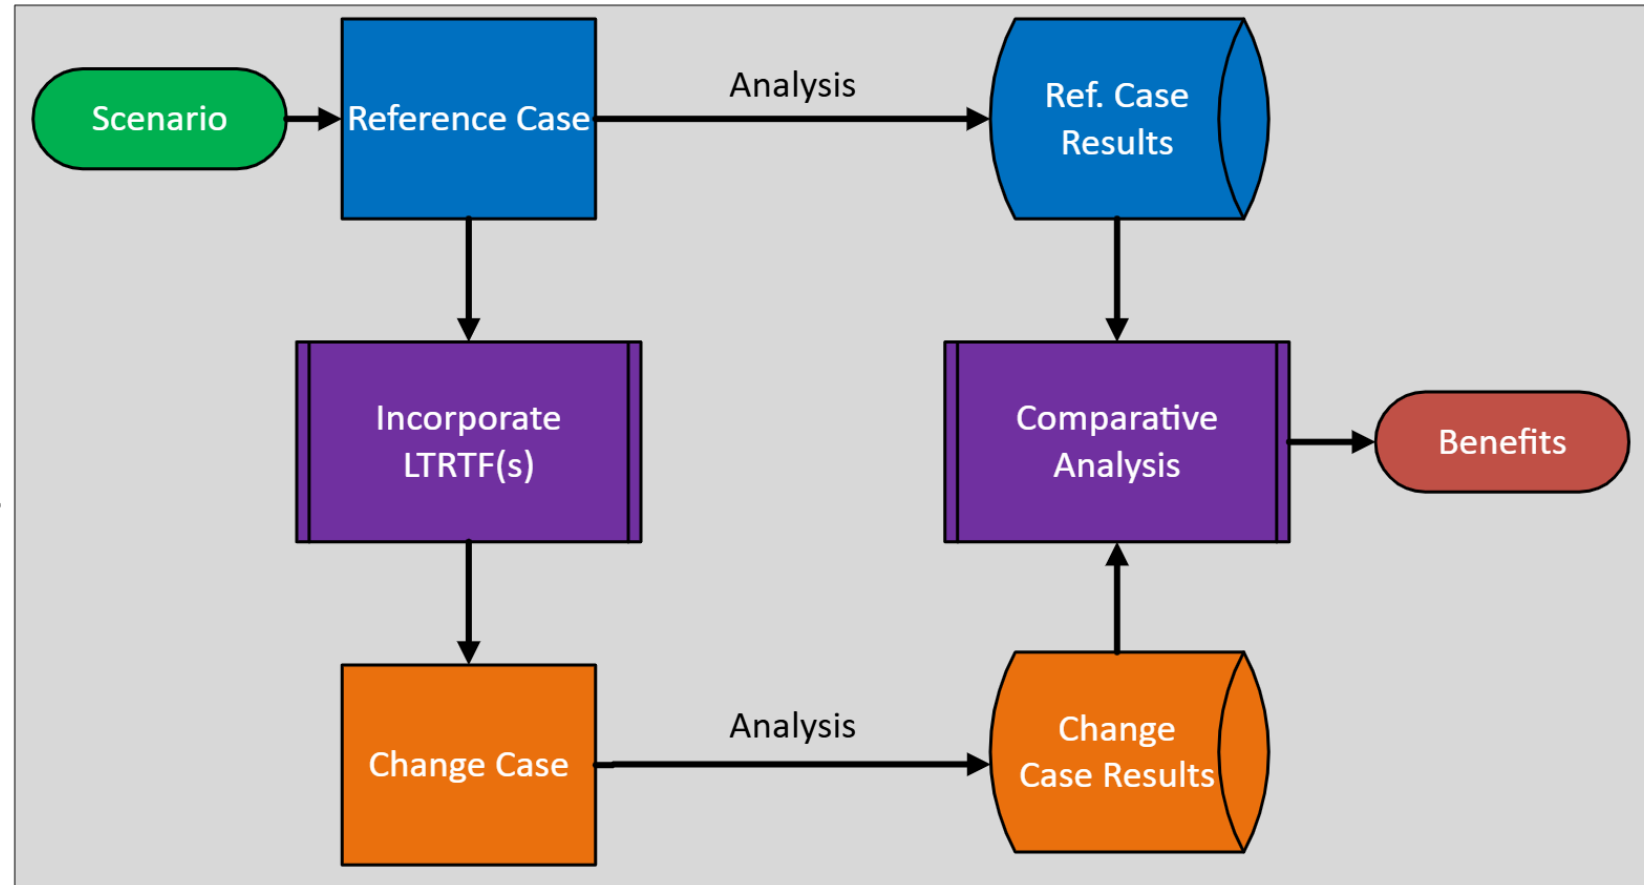 Scenario
Reference Case
Analysis
Ref. Case
Results
Incorporate
LTRTF(s)
Comparative
Analysis
Benefits
Change Case
Analysis
Change
Case Results